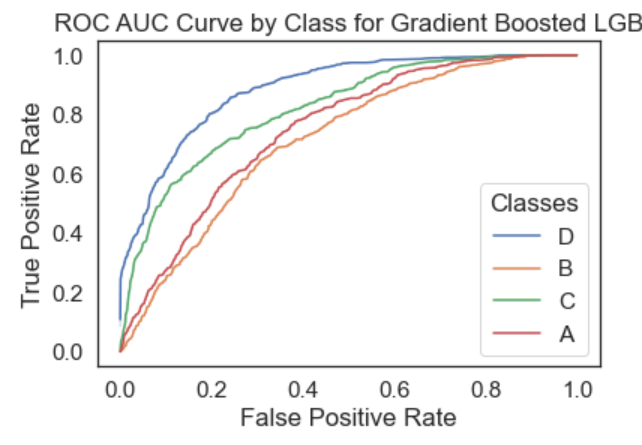 ROC AUC Curve by Class for Gradient Boosted LGB
1.0
0.8
0.6
0.4
0.2
0.0
True Positive Rate
Classes
D
B
C
A
0.0 0.2 0.4 0.6 0.8 1.0
False Positive Rate